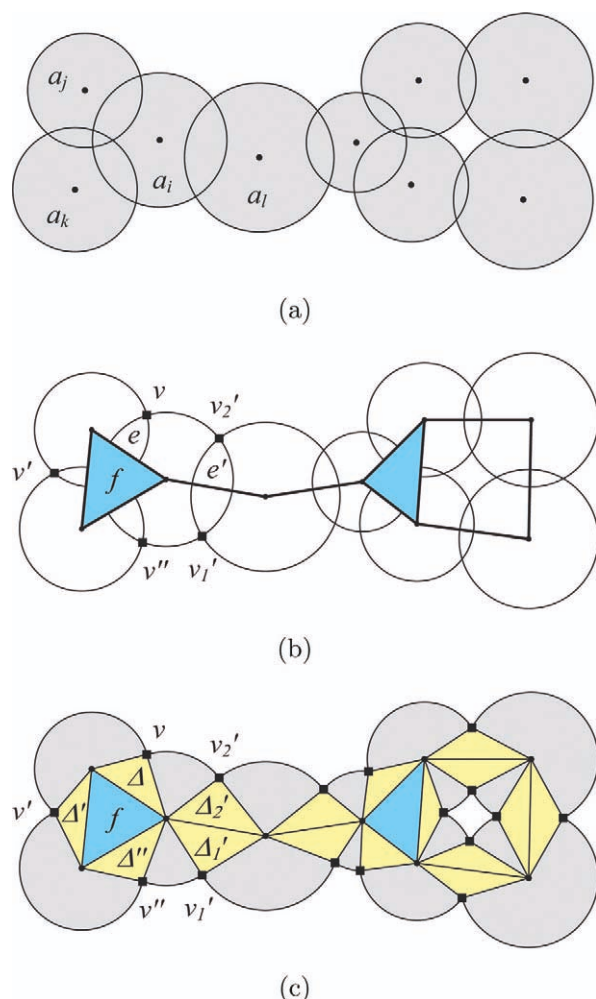 a_j
a_i
a_k
a_l
(a)
v
v_2'
e
e'
v'
f
v''
v_1'
(b)
v
v_2'
Δ
v'
Δ'
f
Δ_2'
Δ''
Δ_1'
v''
v_1'
(c)